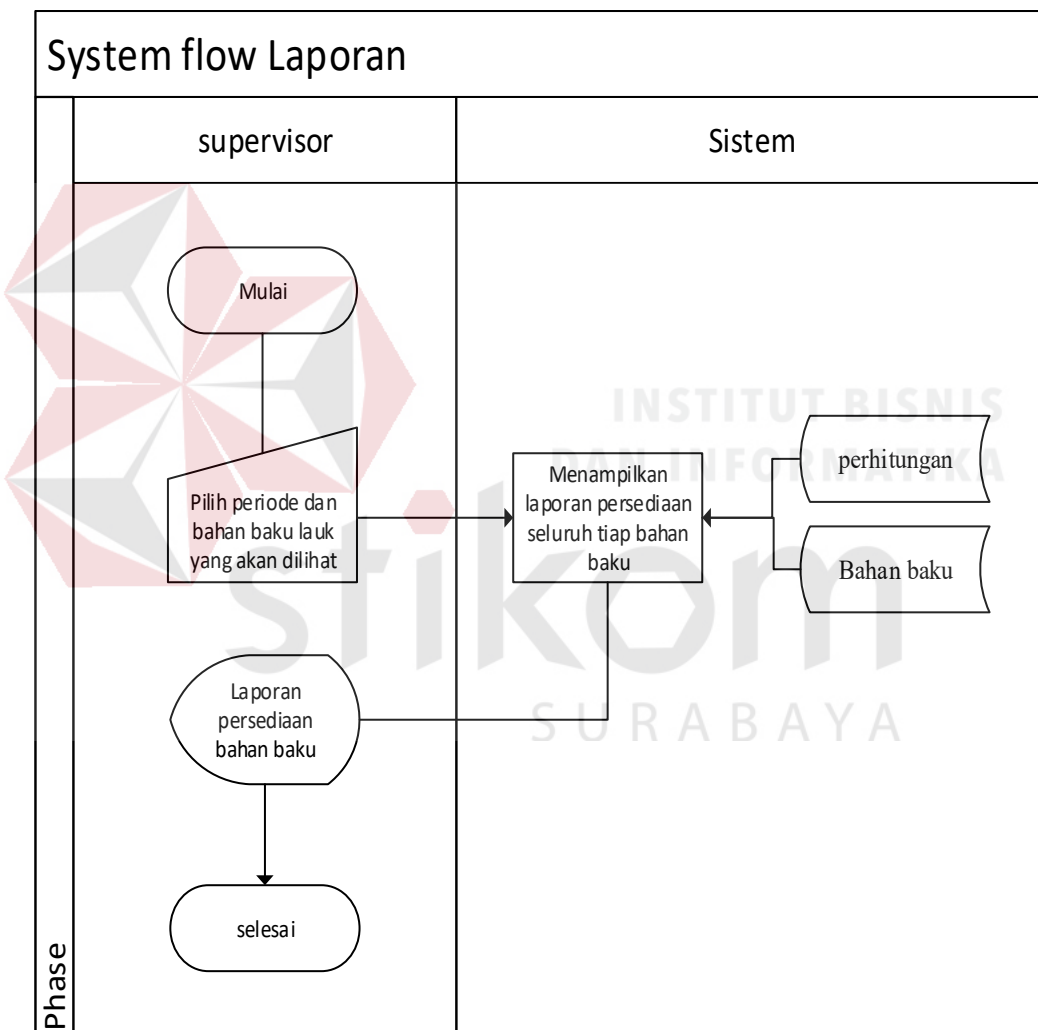 System flow Laporan
supervisor
Sistem
Mulai
INSTITUT BISNIS
DAN INFORMATIKA
perhitungan
Pilih periode dan
bahan baku lauk
yang akan dilihat
Menampilkan
laporan persediaan
seluruh tiap bahan
baku
Bahan baku
stikom
SURABAYA
Laporan
persediaan
bahan baku
selesai
Phase